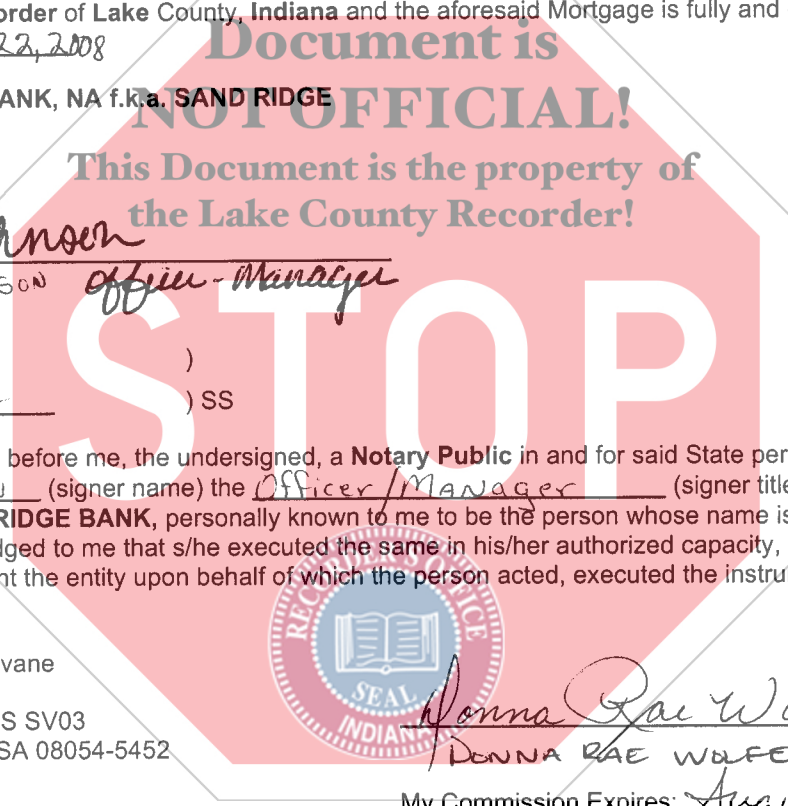 order of Lake County, Indiana and the aforesaid Mortgage is fully and
22, 2008
Document is
ANK, NA f.k.a. SAND RIDGE
NOT OFFICIAL!
This Document is the property of
the Lake County Recorder!
SON Officer-Manager
STOP
)
) SS
before me, the undersigned, a Notary Public in and for said State per
(signer name) the Officer/Manager (signer title
RIDGE BANK, personally known to me to be the person whose name is
dged to me that s/he executed the same in his/her authorized capacity,
nt the entity upon behalf of which the person acted, executed the instru
RECORDER'S OFFICE
SEAL
INDIANA
vane
S SV03
SA 08054-5452
Donna Rae Wo
DONNA RAE WOLFE
My Commission Expires: